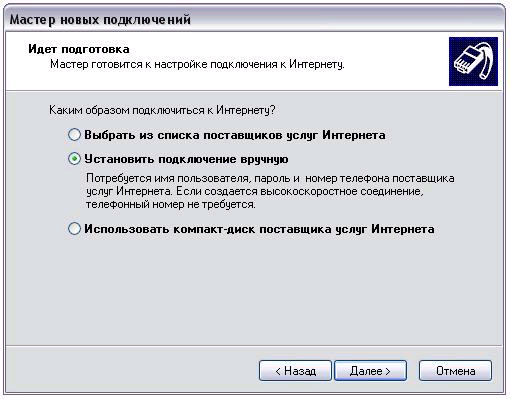 Мастер новых подключений
Идет подготовка
Мастер готовится к настройке подключения к Интернету.
Каким образом подключиться к Интернету?
Выбрать из списка поставщиков услуг Интернета
Установить подключение вручную
Потребуется имя пользователя, пароль и номер телефона поставщика
услуг Интернета. Если создается высокоскоростное соединение,
телефонный номер не требуется.
Использовать компакт-диск поставщика услуг Интернета
< Назад
Далее >
Отмена